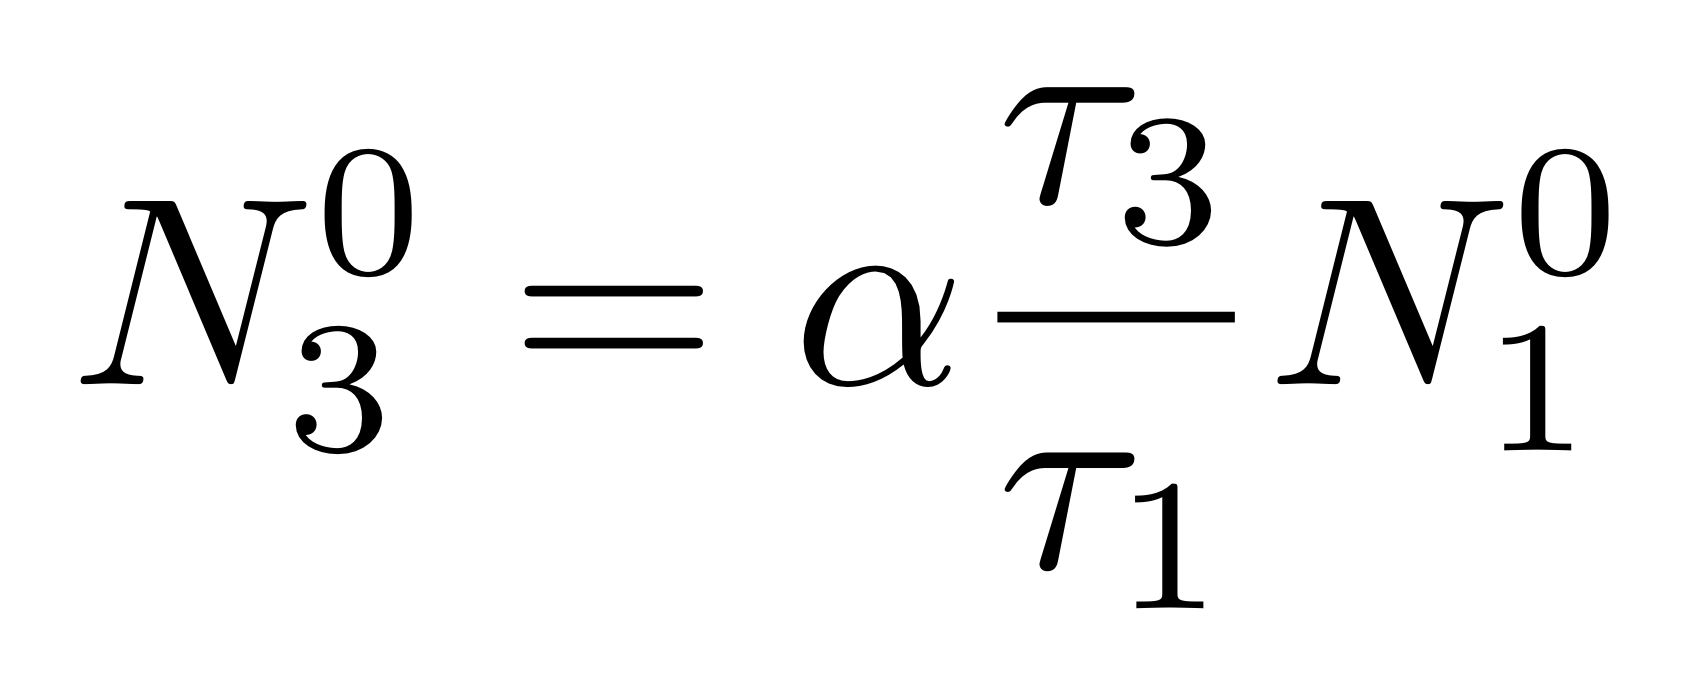 $N_3^0 = \alpha \frac{\tau_3}{\tau_1} N_1^0$